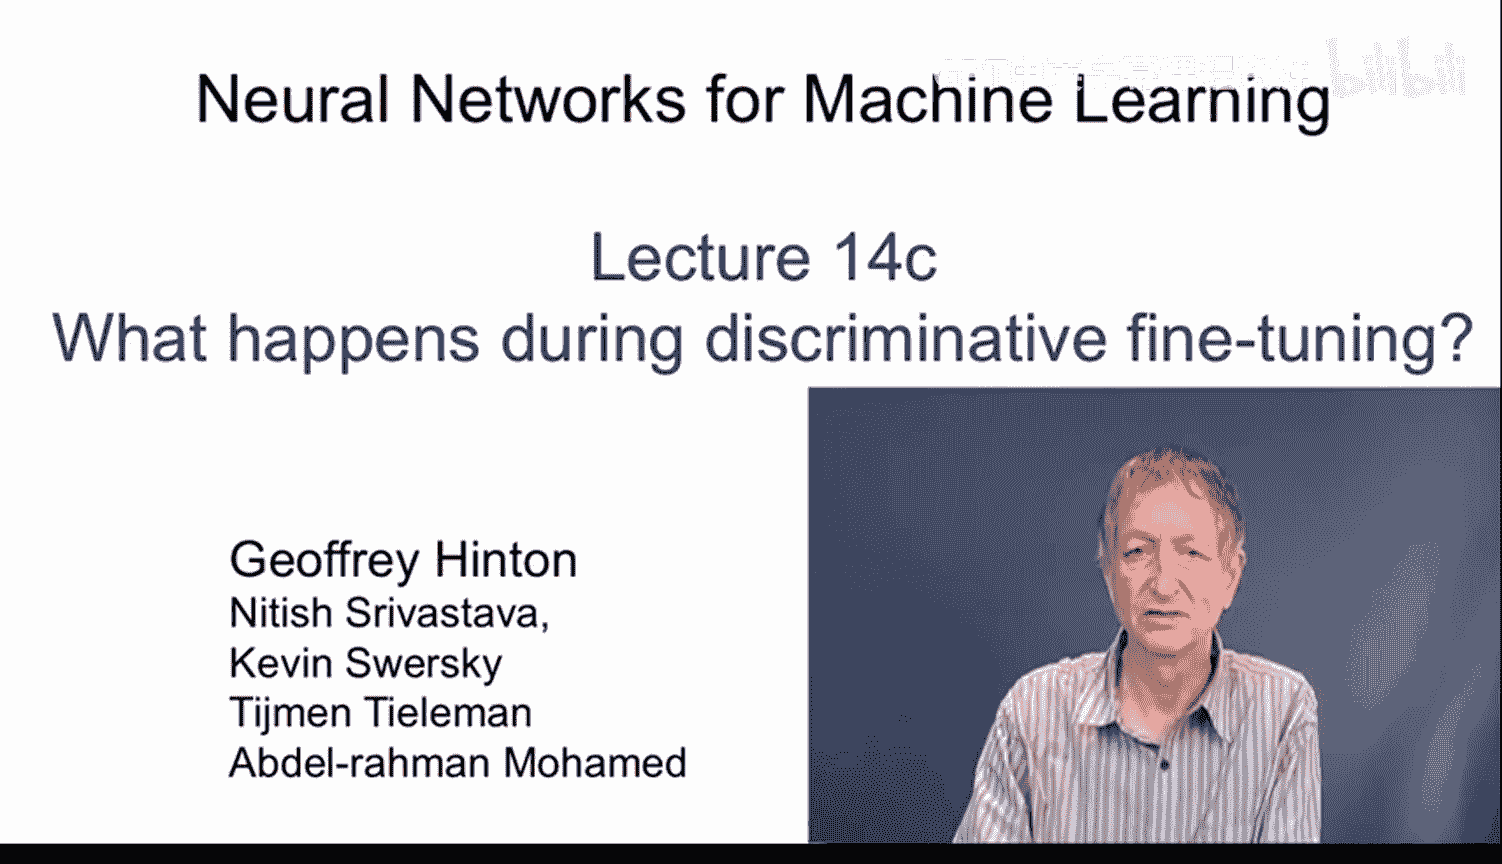 Neural Networks for Machine Learning
bilibili
Lecture 14c
What happens during discriminative fine-tuning?
Geoffrey Hinton
Nitish Srivastava,
Kevin Swersky
Tijmen Tieleman
Abdel-rahman Mohamed